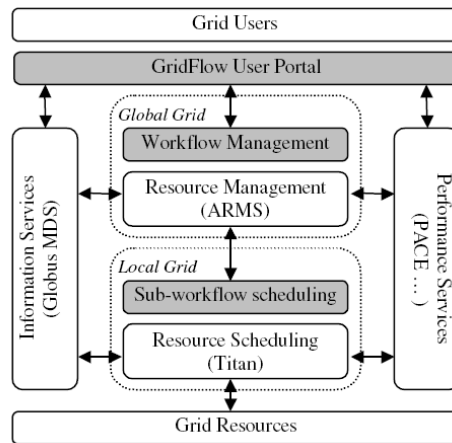 Grid Users
GridFlow User Portal
Global Grid
Workflow Management
Resource Management
(ARMS)
Information Services
(Globus MDS)
Performance Services
(PACE ... )
Local Grid
Sub-workflow scheduling
Resource Scheduling
(Titan)
Grid Resources